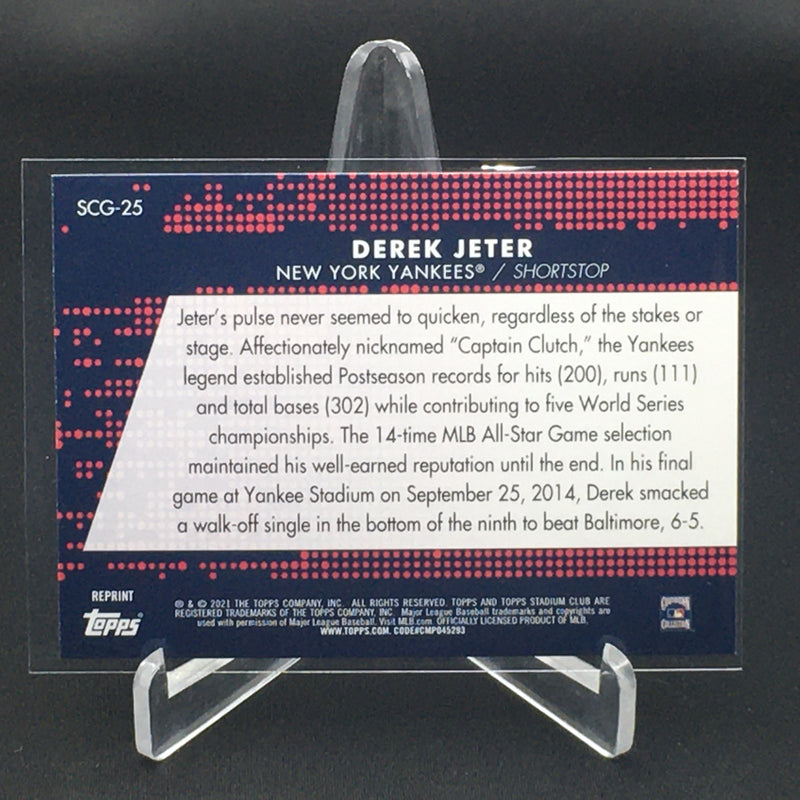 SCG-25
DEREK JETER
NEW YORK YANKEES® / SHORTSTOP
Jeter's pulse never seemed to quicken, regardless of the stakes or
stage. Affectionately nicknamed "Captain Clutch," the Yankees
legend established Postseason records for hits (200), runs (111)
and total bases (302) while contributing to five World Series
championships. The 14-time MLB All-Star Game selection
maintained his well-earned reputation until the end. In his final
game at Yankee Stadium on September 25, 2014, Derek smacked
a walk-off single in the bottom of the ninth to beat Baltimore, 6-5.
REPRINT
Topps®
® & © 2021 THE TOPPS COMPANY, INC. ALL RIGHTS RESERVED. TOPPS AND TOPPS STADIUM CLUB ARE
REGISTERED TRADEMARKS OF THE TOPPS COMPANY, INC. Major League Baseball trademarks and copyrights are
used with permission of Major League Baseball. Visit MLB.com. OFFICIALLY LICENSED PRODUCT OF MLB.
WWW.TOPPS.COM. CODE#CMP045293